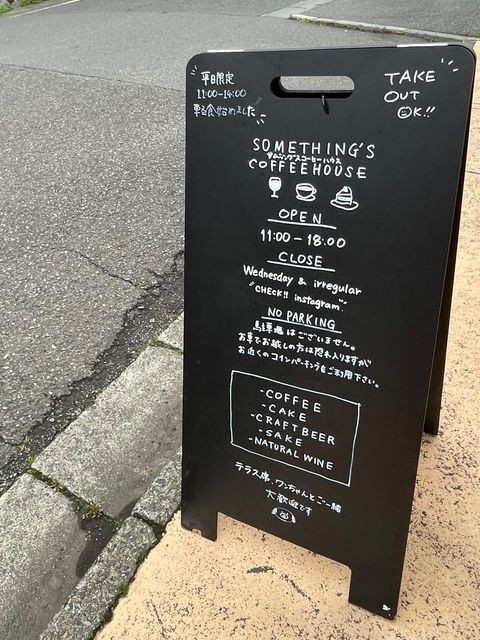 平日限定
11:00-14:00
軽食始めました
TAKE
OUT
OK!!
SOMETHING'S
サムシングスコーヒーハウス
COFFEEHOUSE
OPEN
11:00-18:00
CLOSE
Wednesday & irregular
"CHECK!! instagram"
NO PARKING
駐車場はございません。
お車でお越しの方は恐れ入りますが
お近くのコインパーキングをご利用下さい。
-COFFEE
-CAKE
-CRAFT BEER
-SAKE
-NATURAL WINE
テラス席、ワンちゃんとご一緒
大歓迎です